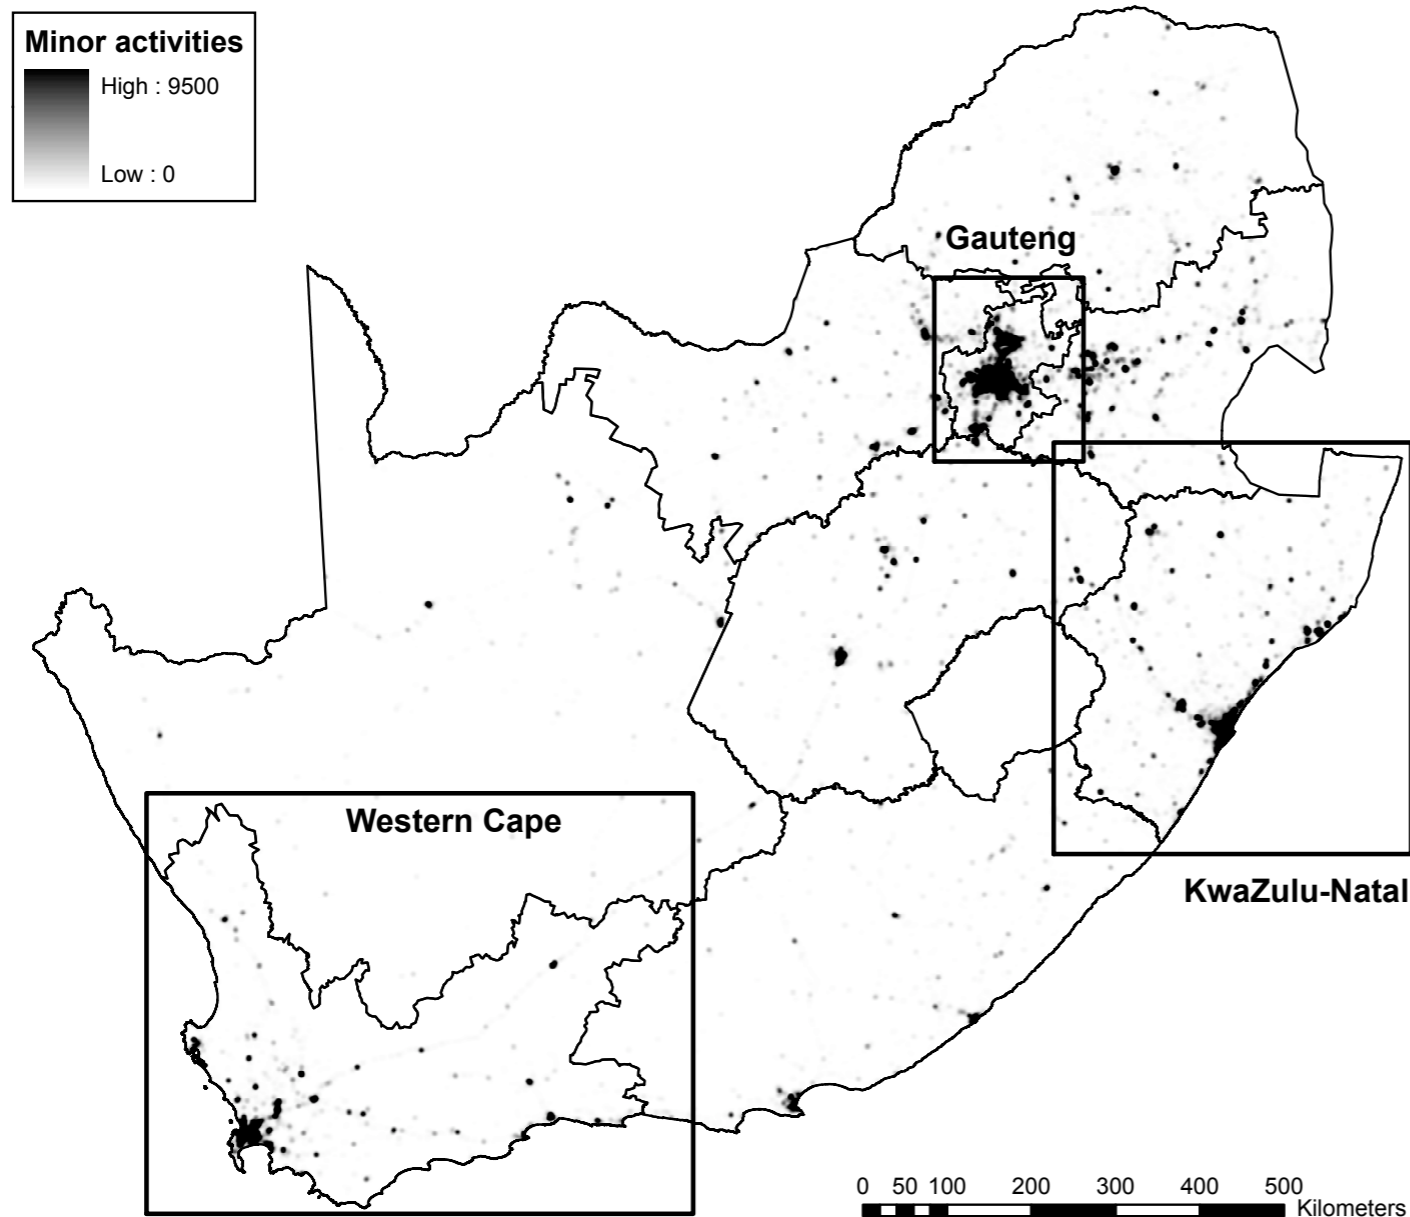 Minor activities
High : 9500
Low : 0
Gauteng
Western Cape
KwaZulu-Natal
0 50 100 200 300 400 500
Kilometers